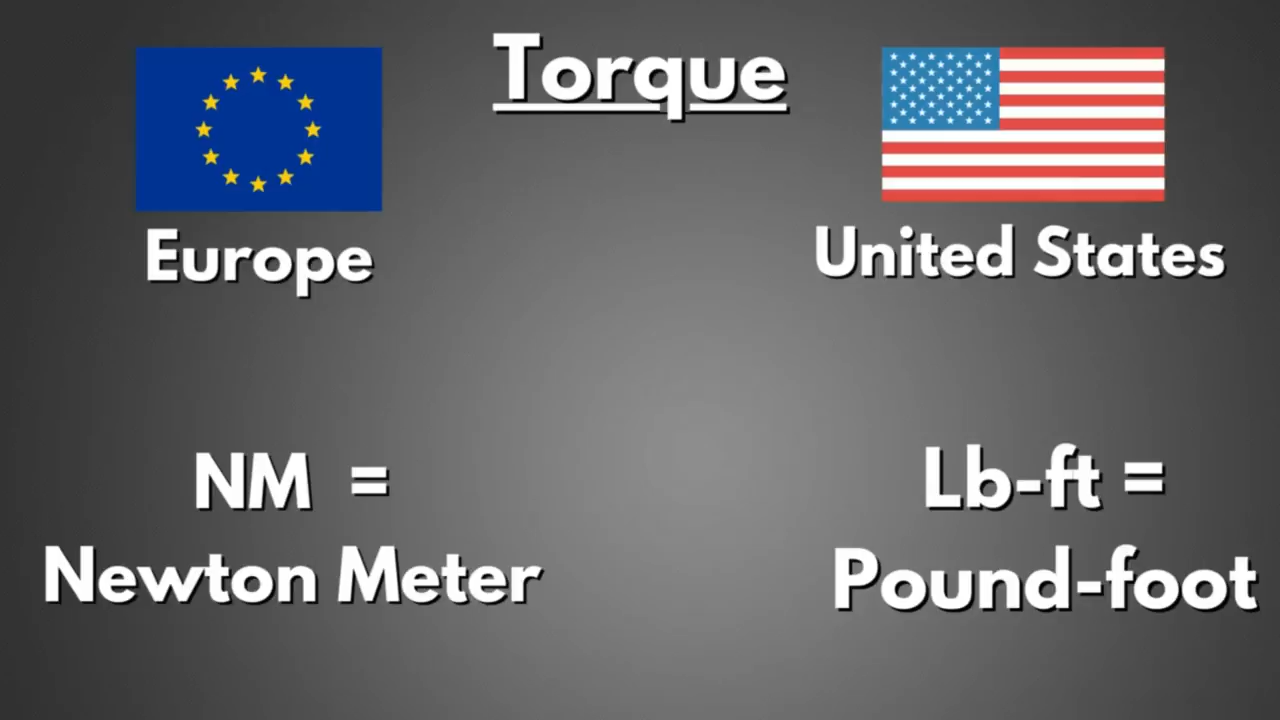 Torque
Europe
United States
NM =
Newton Meter
Lb-ft =
Pound-foot